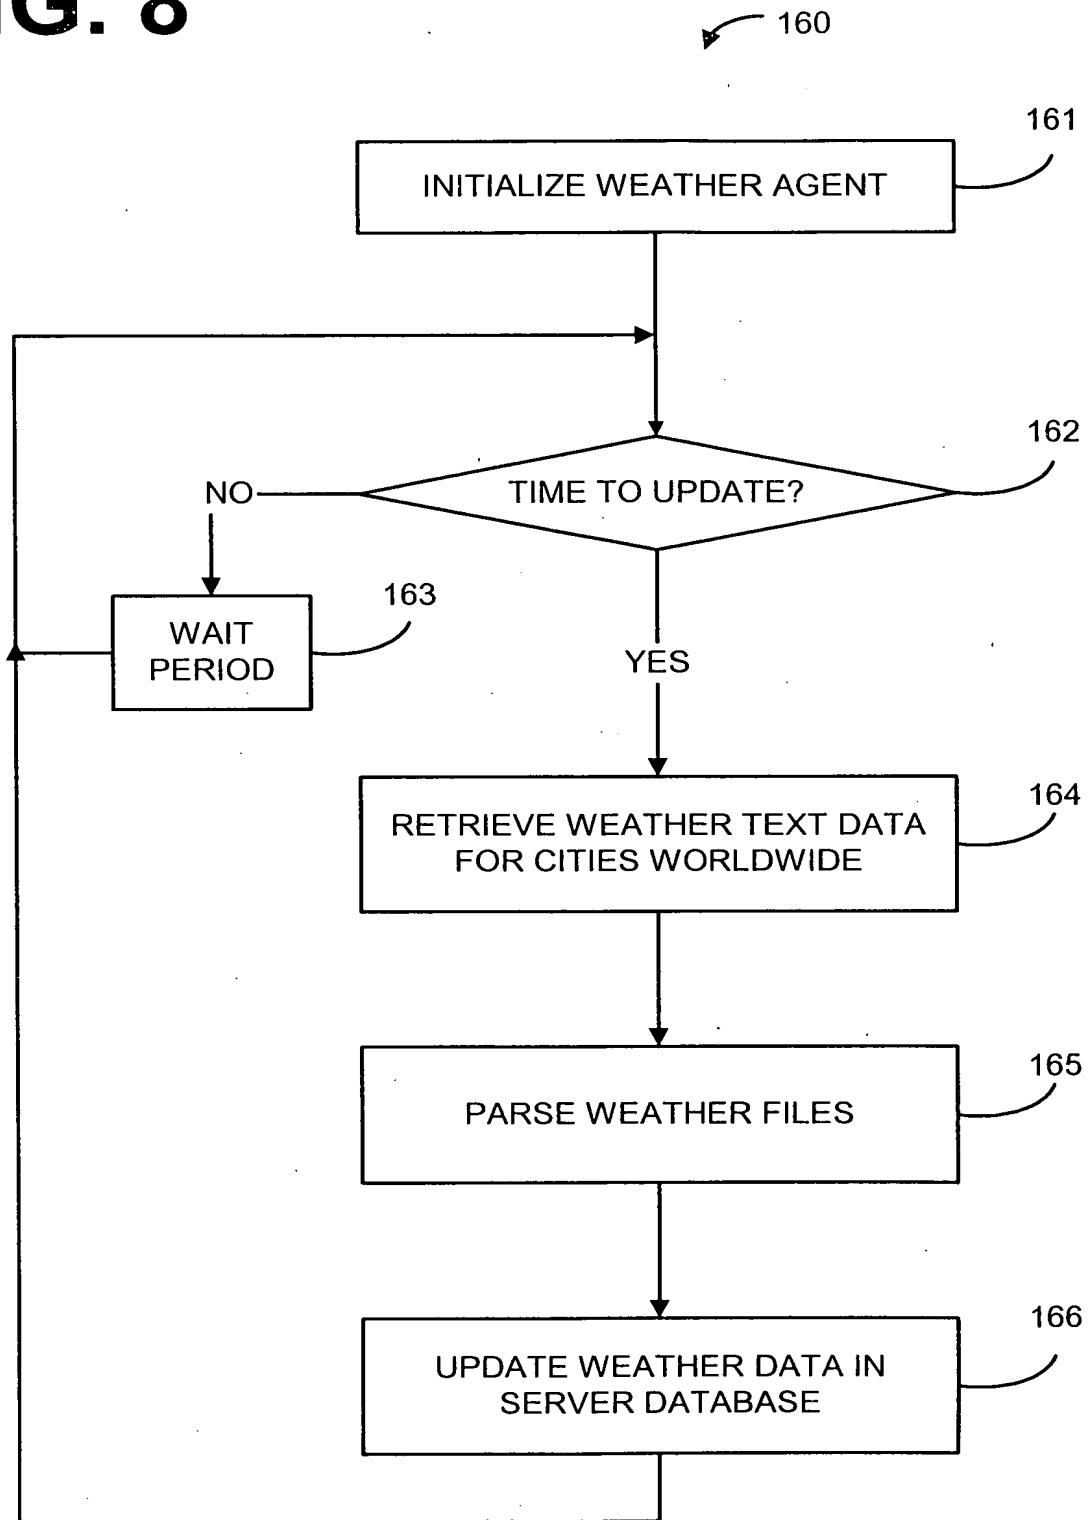 IG. 8
160
161
INITIALIZE WEATHER AGENT
162
TIME TO UPDATE?
NO
163
WAIT
PERIOD
YES
164
RETRIEVE WEATHER TEXT DATA
FOR CITIES WORLDWIDE
165
PARSE WEATHER FILES
166
UPDATE WEATHER DATA IN
SERVER DATABASE